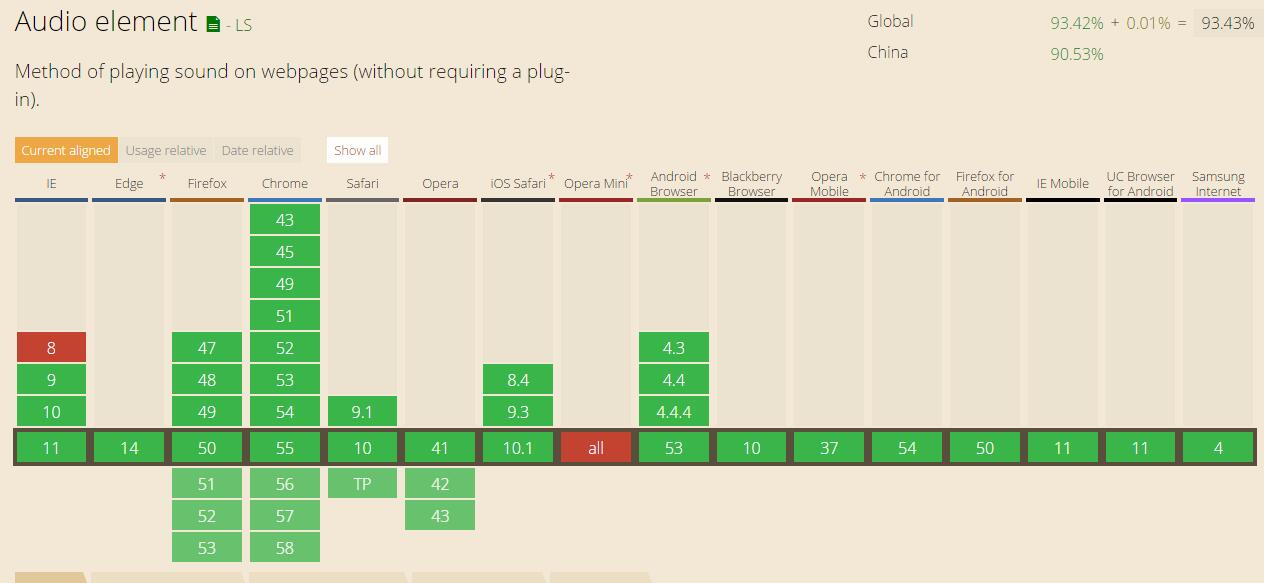 Audio element - LS
Global 93.42% + 0.01% = 93.43%
China 90.53%
Method of playing sound on webpages (without requiring a plug-
in).
Current aligned Usage relative Date relative Show all
IE Edge * Firefox Chrome Safari Opera iOS Safari * Opera Mini * Android Browser * Blackberry Browser Opera Mobile * Chrome for Android Firefox for Android IE Mobile UC Browser for Android Samsung Internet
43
45
49
51
8 47 52 4.3
9 48 53 8.4 4.4
10 49 54 9.1 9.3 4.4.4
11 14 50 55 10 41 10.1 all 53 10 37 54 50 11 11 4
51 56 TP 42
52 57 43
53 58